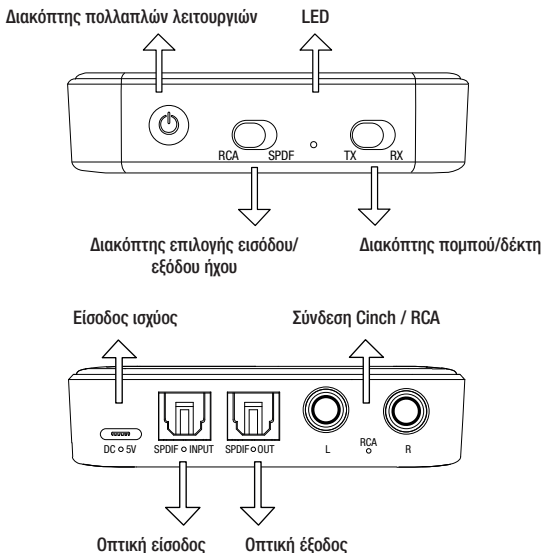 Διακόπτης πολλαπλών λειτουργιών LED
RCA SPDF TX RX
Διακόπτης επιλογής εισόδου/
εξόδου ήχου
Διακόπτης πομπού/δέκτη
Είσοδος ισχύος Σύνδεση Cinch / RCA
DC 5V SPDIF INPUT SPDIF OUT L RCA R
Οπτική είσοδος Οπτική έξοδος